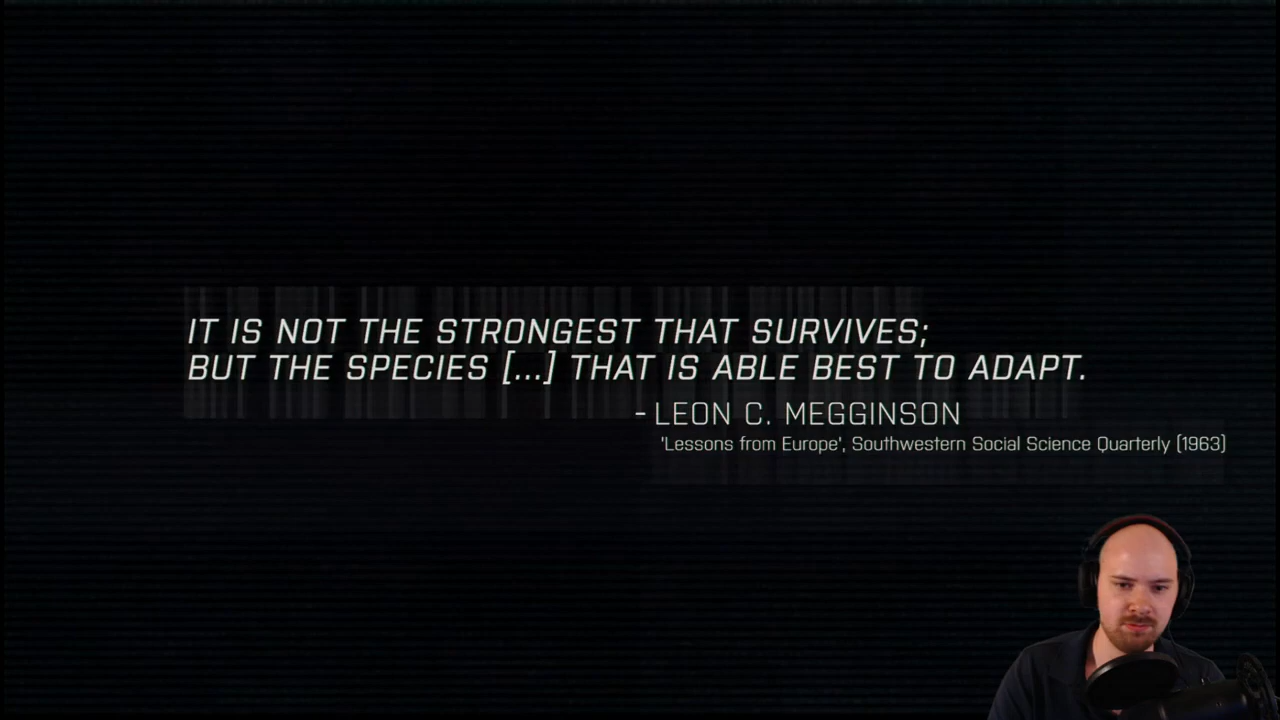 IT IS NOT THE STRONGEST THAT SURVIVES;
BUT THE SPECIES [...] THAT IS ABLE BEST TO ADAPT.
- LEON C. MEGGINSON
'Lessons from Europe', Southwestern Social Science Quarterly (1963)